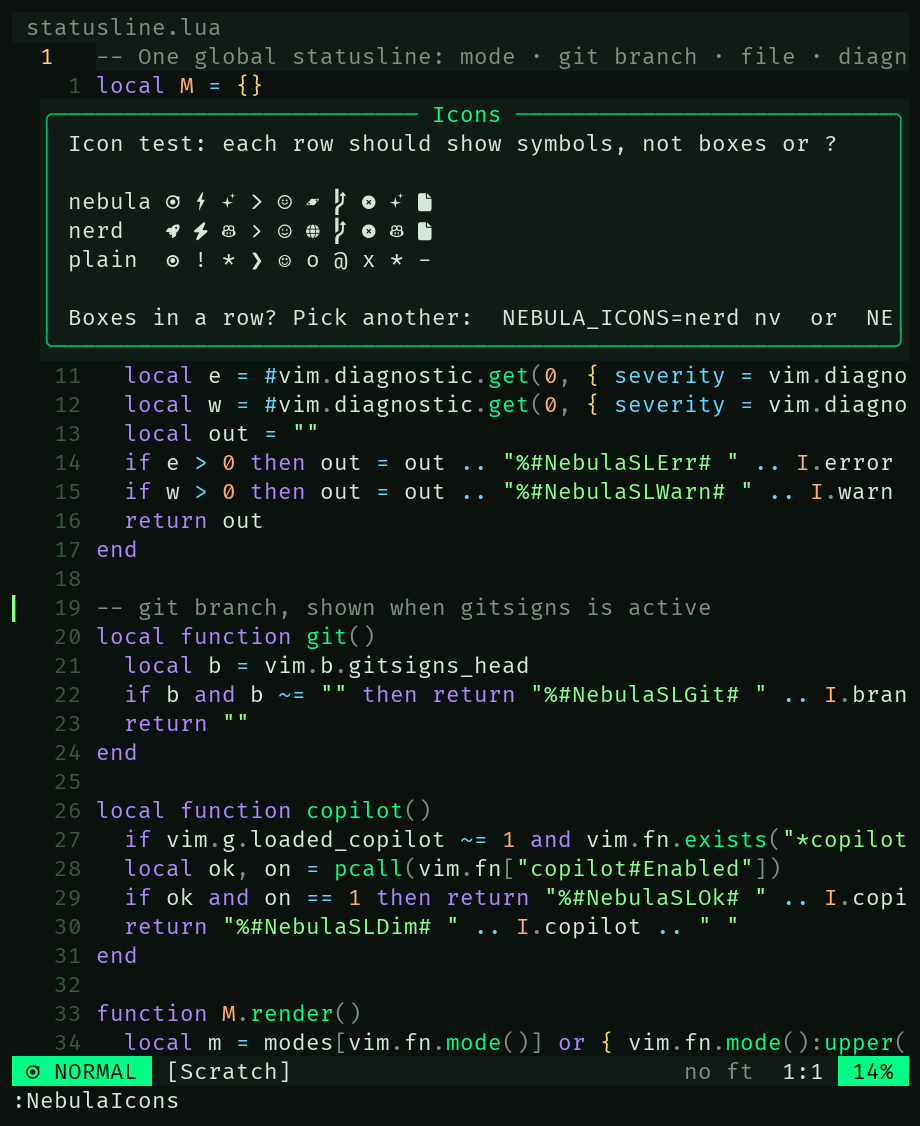 statusline.lua
1 -- One global statusline: mode · git branch · file · diagn
1 local M = {}
Icons
Icon test: each row should show symbols, not boxes or ?
nebula
nerd
plain ! * ❯ ☺ o @ x * -
Boxes in a row? Pick another: NEBULA_ICONS=nerd nv or NE
11 local e = #vim.diagnostic.get(0, { severity = vim.diagno
12 local w = #vim.diagnostic.get(0, { severity = vim.diagno
13 local out = ""
14 if e > 0 then out = out .. "%#NebulaSLErr# " .. I.error
15 if w > 0 then out = out .. "%#NebulaSLWarn# " .. I.warn
16 return out
17 end
18
19 -- git branch, shown when gitsigns is active
20 local function git()
21 local b = vim.b.gitsigns_head
22 if b and b ~= "" then return "%#NebulaSLGit# " .. I.bran
23 return ""
24 end
25
26 local function copilot()
27 if vim.g.loaded_copilot ~= 1 and vim.fn.exists("*copilot
28 local ok, on = pcall(vim.fn["copilot#Enabled"])
29 if ok and on == 1 then return "%#NebulaSLOk# " .. I.copi
30 return "%#NebulaSLDim# " .. I.copilot .. " "
31 end
32
33 function M.render()
34 local m = modes[vim.fn.mode()] or { vim.fn.mode():upper(
NORMAL [Scratch] no ft 1:1 14%
:NebulaIcons